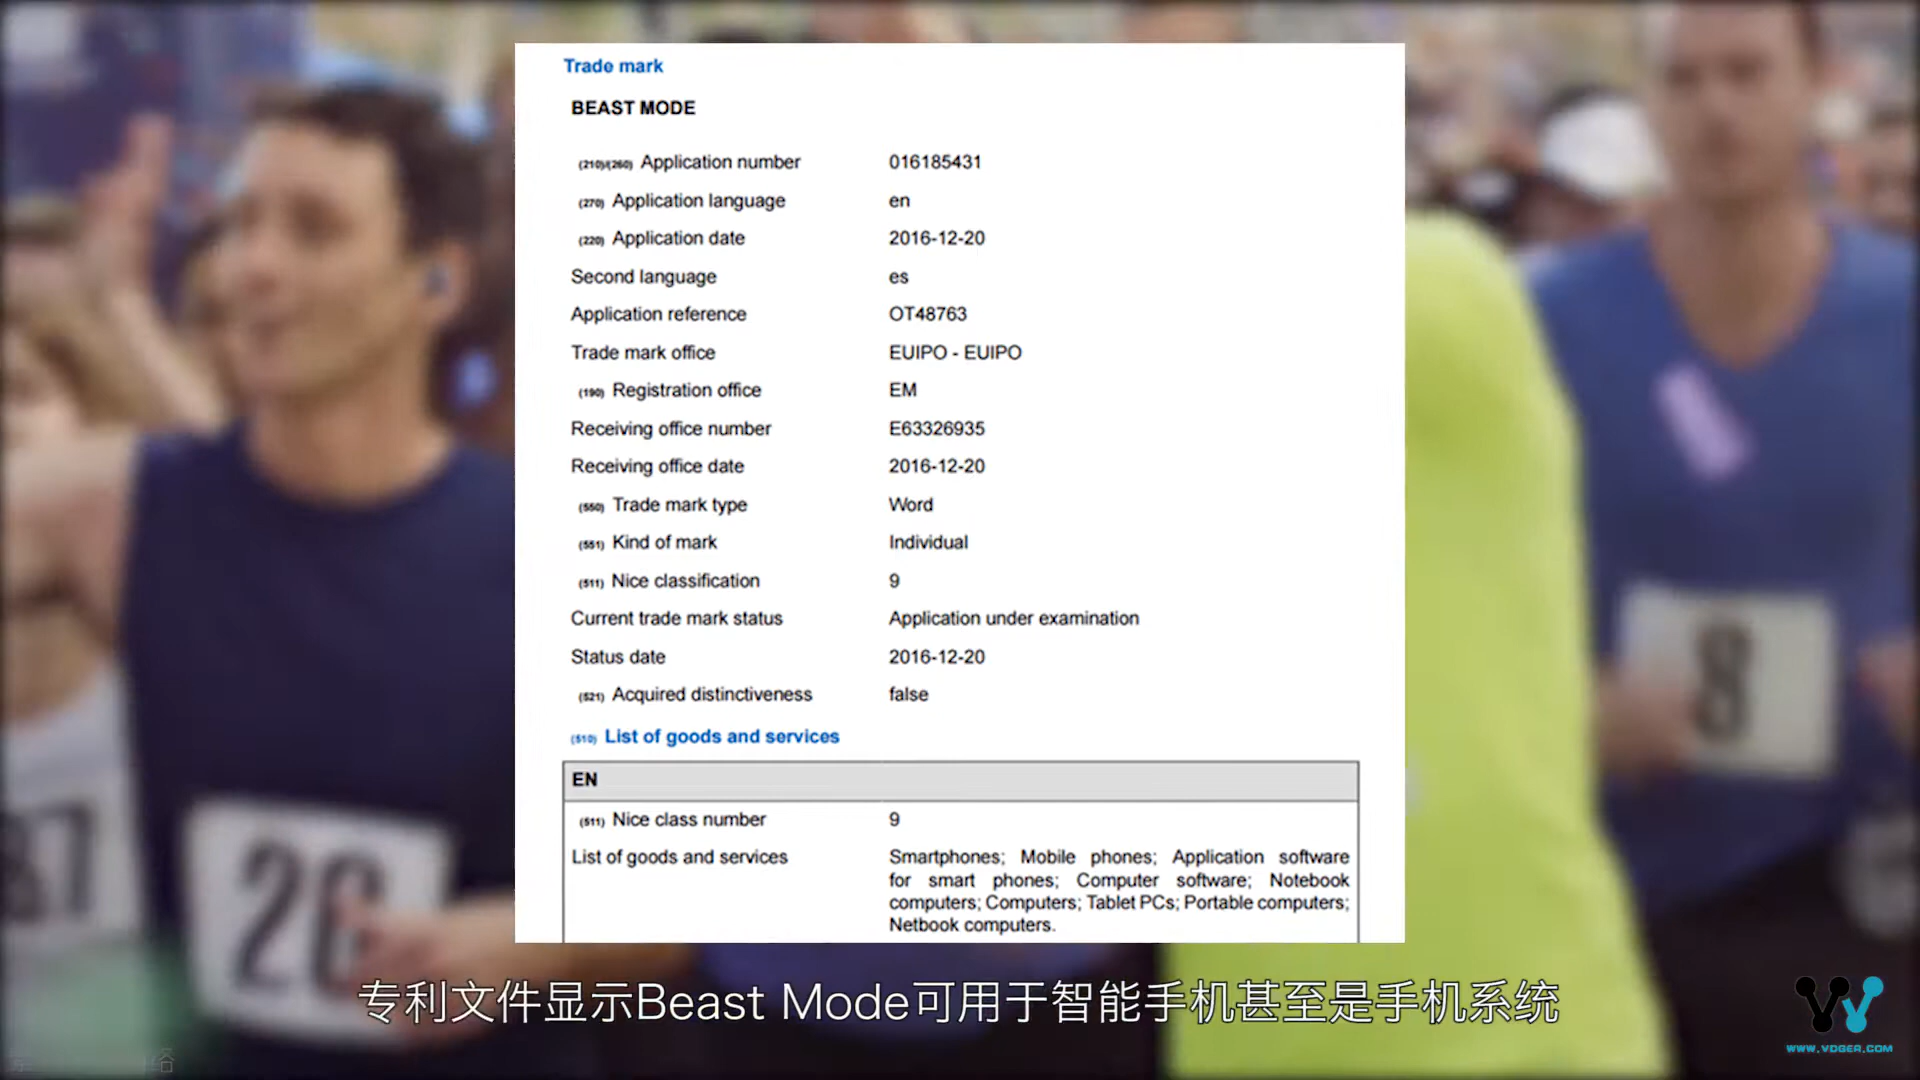 Trade mark
BEAST MODE
(210)/(260) Application number 016185431
(270) Application language en
(220) Application date 2016-12-20
Second language es
Application reference OT48763
Trade mark office EUIPO - EUIPO
(190) Registration office EM
Receiving office number E63326935
Receiving office date 2016-12-20
(550) Trade mark type Word
(551) Kind of mark Individual
(511) Nice classification 9
Current trade mark status Application under examination
Status date 2016-12-20
(521) Acquired distinctiveness false
(510) List of goods and services
EN
(511) Nice class number 9
List of goods and services Smartphones; Mobile phones; Application software
for smart phones; Computer software; Notebook
computers; Computers; Tablet PCs; Portable computers;
Netbook computers.
37
26
8
专利文件显示Beast Mode可用于智能手机甚至是手机系统
WWW.VDGER.COM